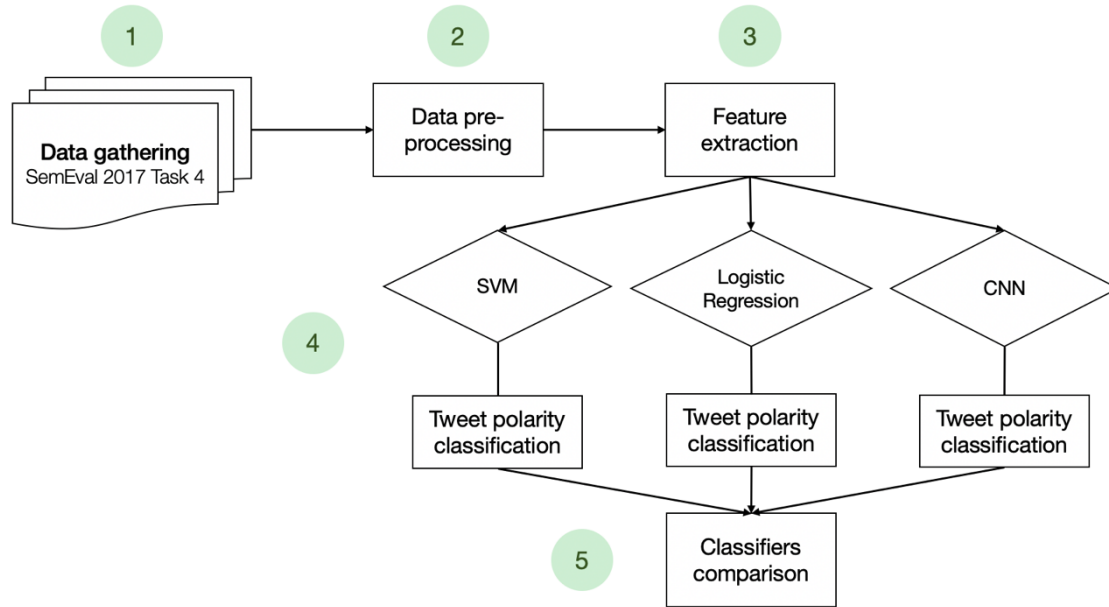 1
2
3
Data gathering
SemEval 2017 Task 4
Data pre-
processing
Feature
extraction
SVM
Logistic
Regression
CNN
4
Tweet polarity
classification
Tweet polarity
classification
Tweet polarity
classification
5
Classifiers
comparison